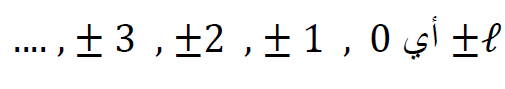 ±ℓ أي 0 , ±1 , ±2 , ±3 , ....